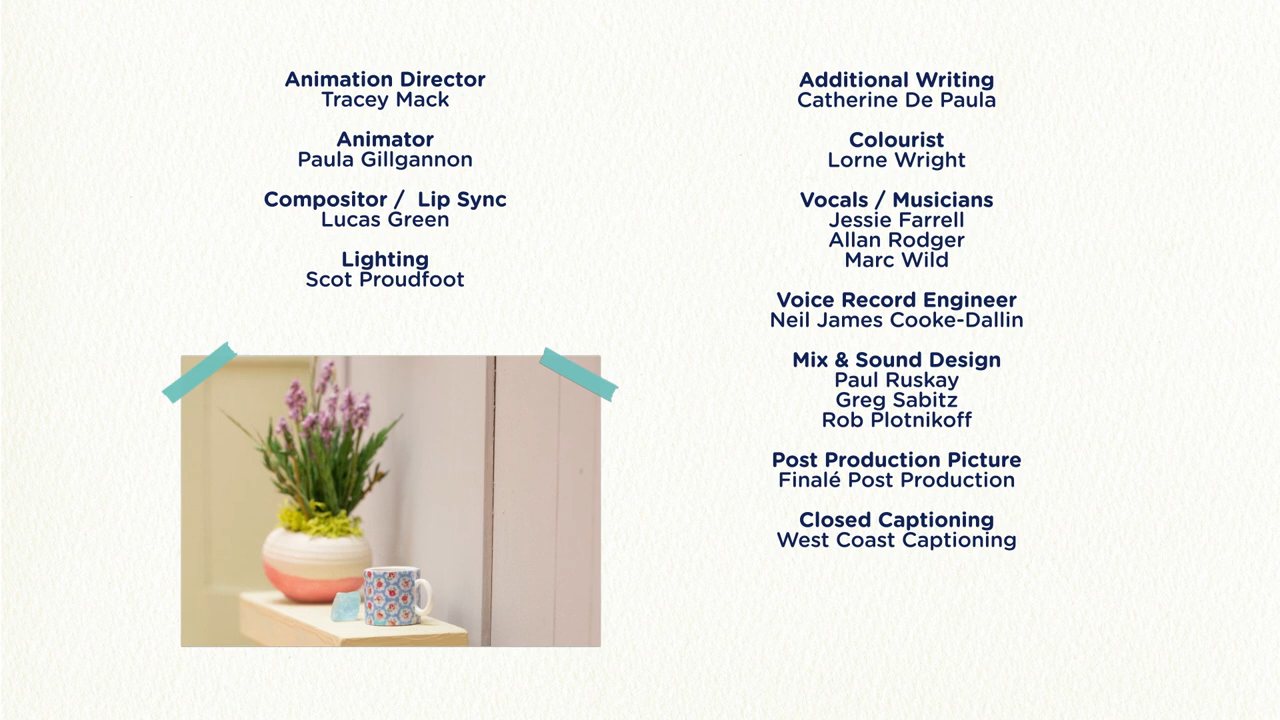 Animation Director
Tracey Mack
Animator
Paula Gillgannon
Compositor / Lip Sync
Lucas Green
Lighting
Scot Proudfoot
Additional Writing
Catherine De Paula
Colourist
Lorne Wright
Vocals / Musicians
Jessie Farrell
Allan Rodger
Marc Wild
Voice Record Engineer
Neil James Cooke-Dallin
Mix & Sound Design
Paul Ruskay
Greg Sabitz
Rob Plotnikoff
Post Production Picture
Finalé Post Production
Closed Captioning
West Coast Captioning